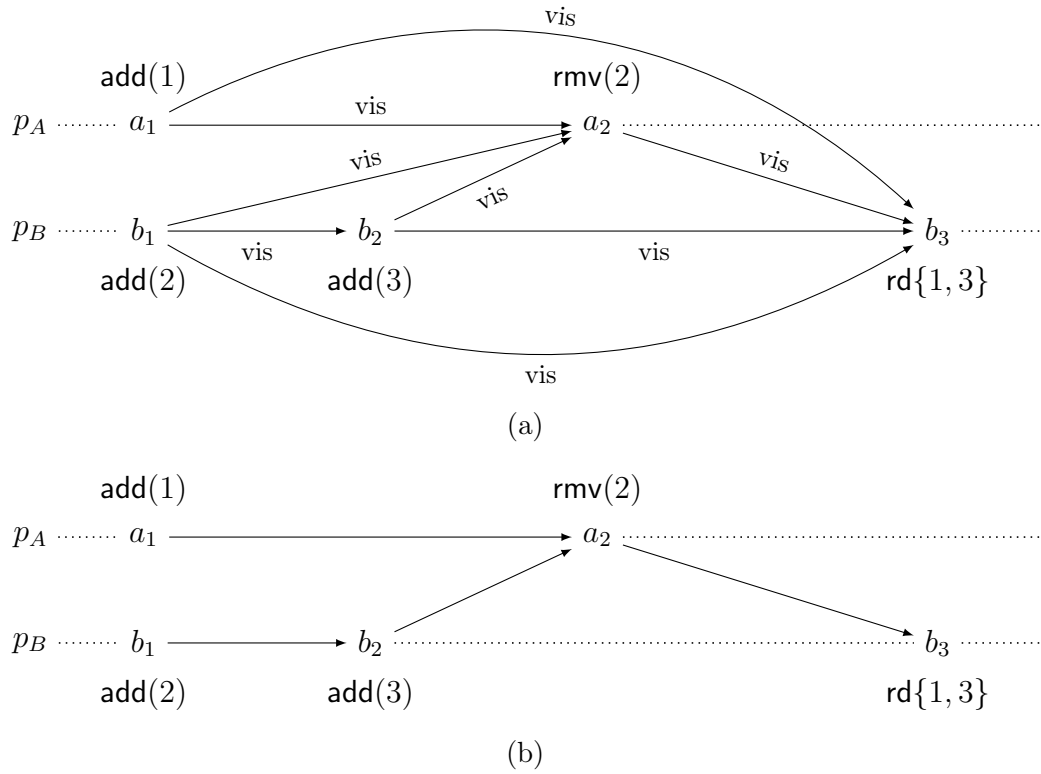 vis
add(1) rmv(2)
p_A a_1 vis a_2
vis vis
vis
p_B b_1 vis b_2 vis b_3
add(2) add(3) rd{1, 3}
vis
(a)
add(1) rmv(2)
p_A a_1 a_2
p_B b_1 b_2 b_3
add(2) add(3) rd{1, 3}
(b)